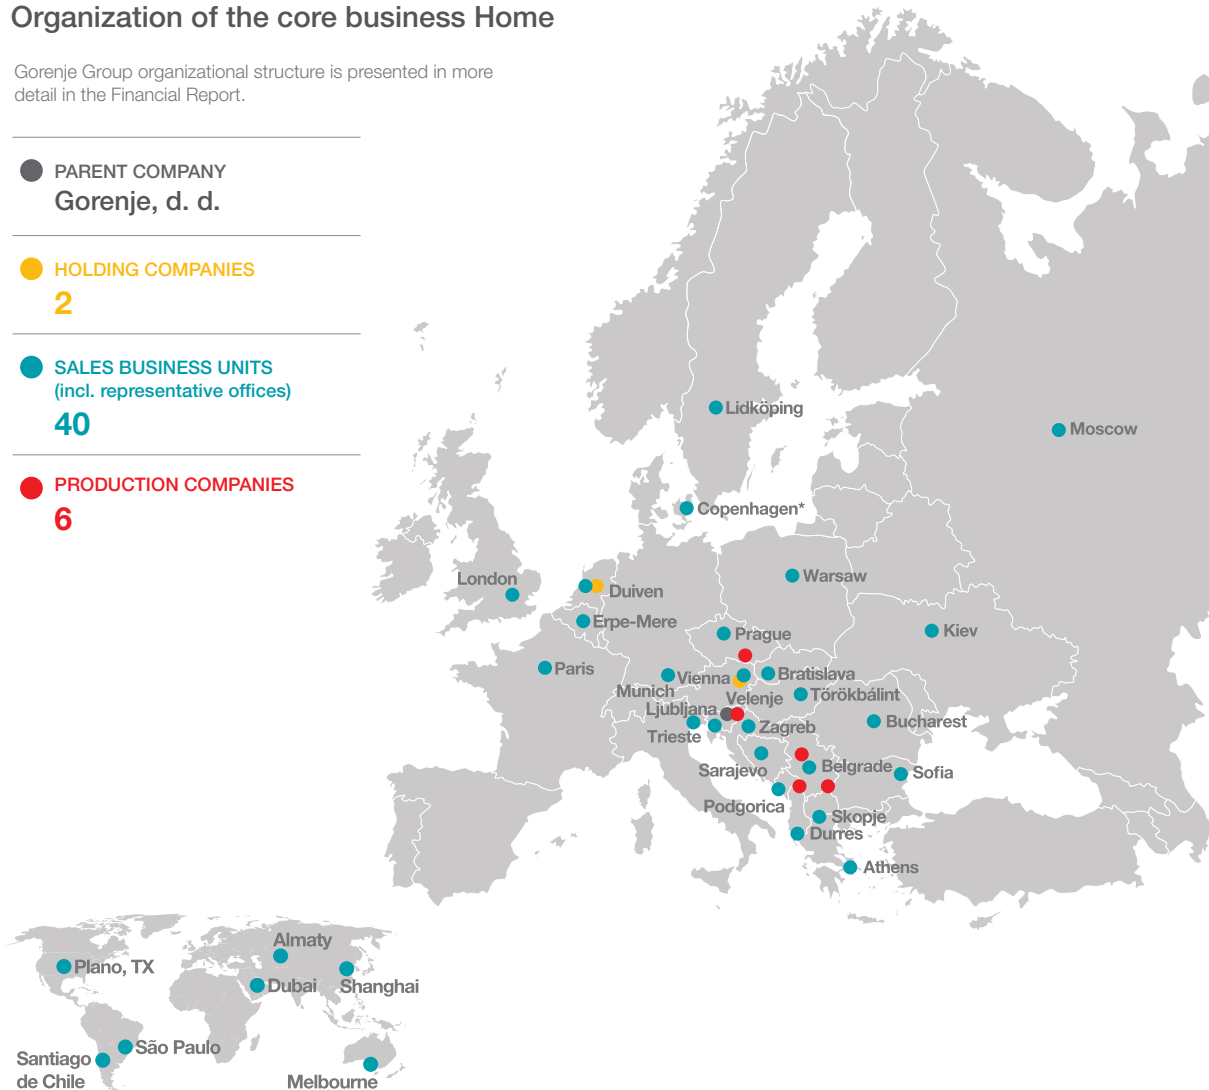 Organization of the core business Home
Gorenje Group organizational structure is presented in more
detail in the Financial Report.
PARENT COMPANY
Gorenje, d. d.
HOLDING COMPANIES
2
SALES BUSINESS UNITS
(incl. representative offices)
40
PRODUCTION COMPANIES
6
Lidköping
Moscow
Copenhagen*
Warsaw
London
Duiven
Erpe-Mere
Kiev
Prague
Paris
Vienna
Bratislava
Munich
Velenje
Törökbálint
Ljubljana
Bucharest
Trieste
Zagreb
Sarajevo
Belgrade
Sofia
Podgorica
Skopje
Durres
Athens
Almaty
Plano, TX
Dubai
Shanghai
São Paulo
Santiago
de Chile
Melbourne